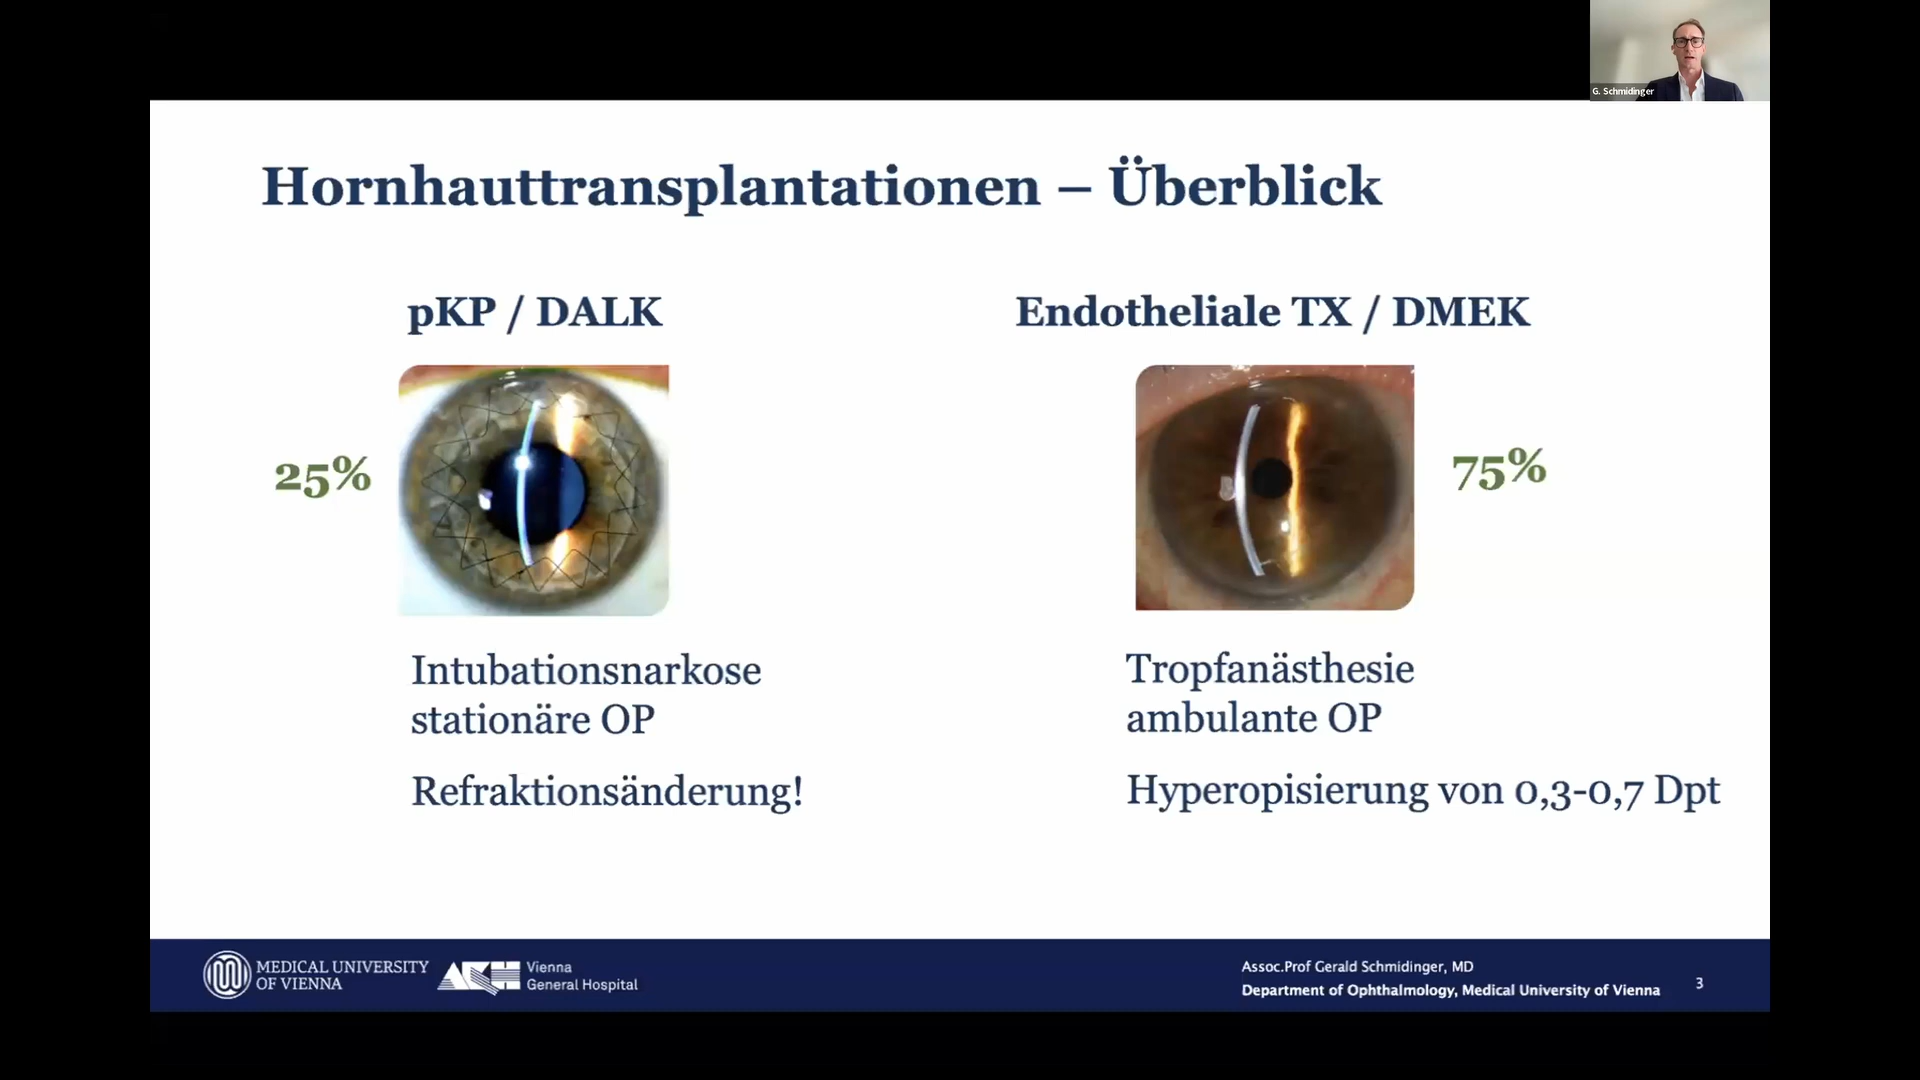 G. Schmidinger
Hornhauttransplantationen – Überblick
pKP / DALK
25%
Intubationsnarkose
stationäre OP
Refraktionsänderung!
Endotheliale TX / DMEK
75%
Tropfanästhesie
ambulante OP
Hyperopisierung von 0,3-0,7 Dpt
MEDICAL UNIVERSITY
OF VIENNA
AKH
Vienna
General Hospital
Assoc.Prof Gerald Schmidinger, MD
Department of Ophthalmology, Medical University of Vienna
3